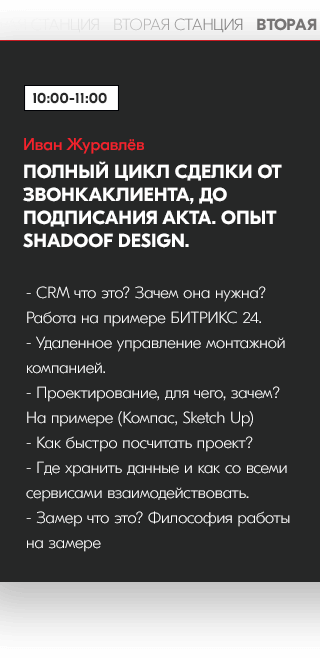 СТАНЦИЯ ВТОРАЯ СТАНЦИЯ ВТОРАЯ
10:00-11:00
Иван Журавлёв
ПОЛНЫЙ ЦИКЛ СДЕЛКИ ОТ
ЗВОНКАКЛИЕНТА, ДО
ПОДПИСАНИЯ АКТА. ОПЫТ
SHADOOF DESIGN.
- CRM что это? Зачем она нужна?
Работа на примере БИТРИКС 24.
- Удаленное управление монтажной
компанией.
- Проектирование, для чего, зачем?
На примере (Компас, Sketch Up)
- Как быстро посчитать проект?
- Где хранить данные и как со всеми
сервисами взаимодействовать.
- Замер что это? Философия работы
на замере